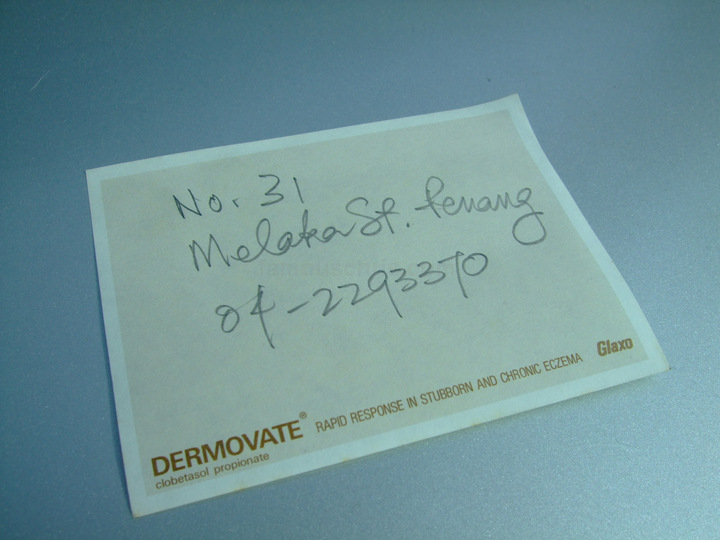 No. 31
Melaka St. Penang
04-2293370
DERMOVATE® RAPID RESPONSE IN STUBBORN AND CHRONIC ECZEMA Glaxo
clobetasol propionate